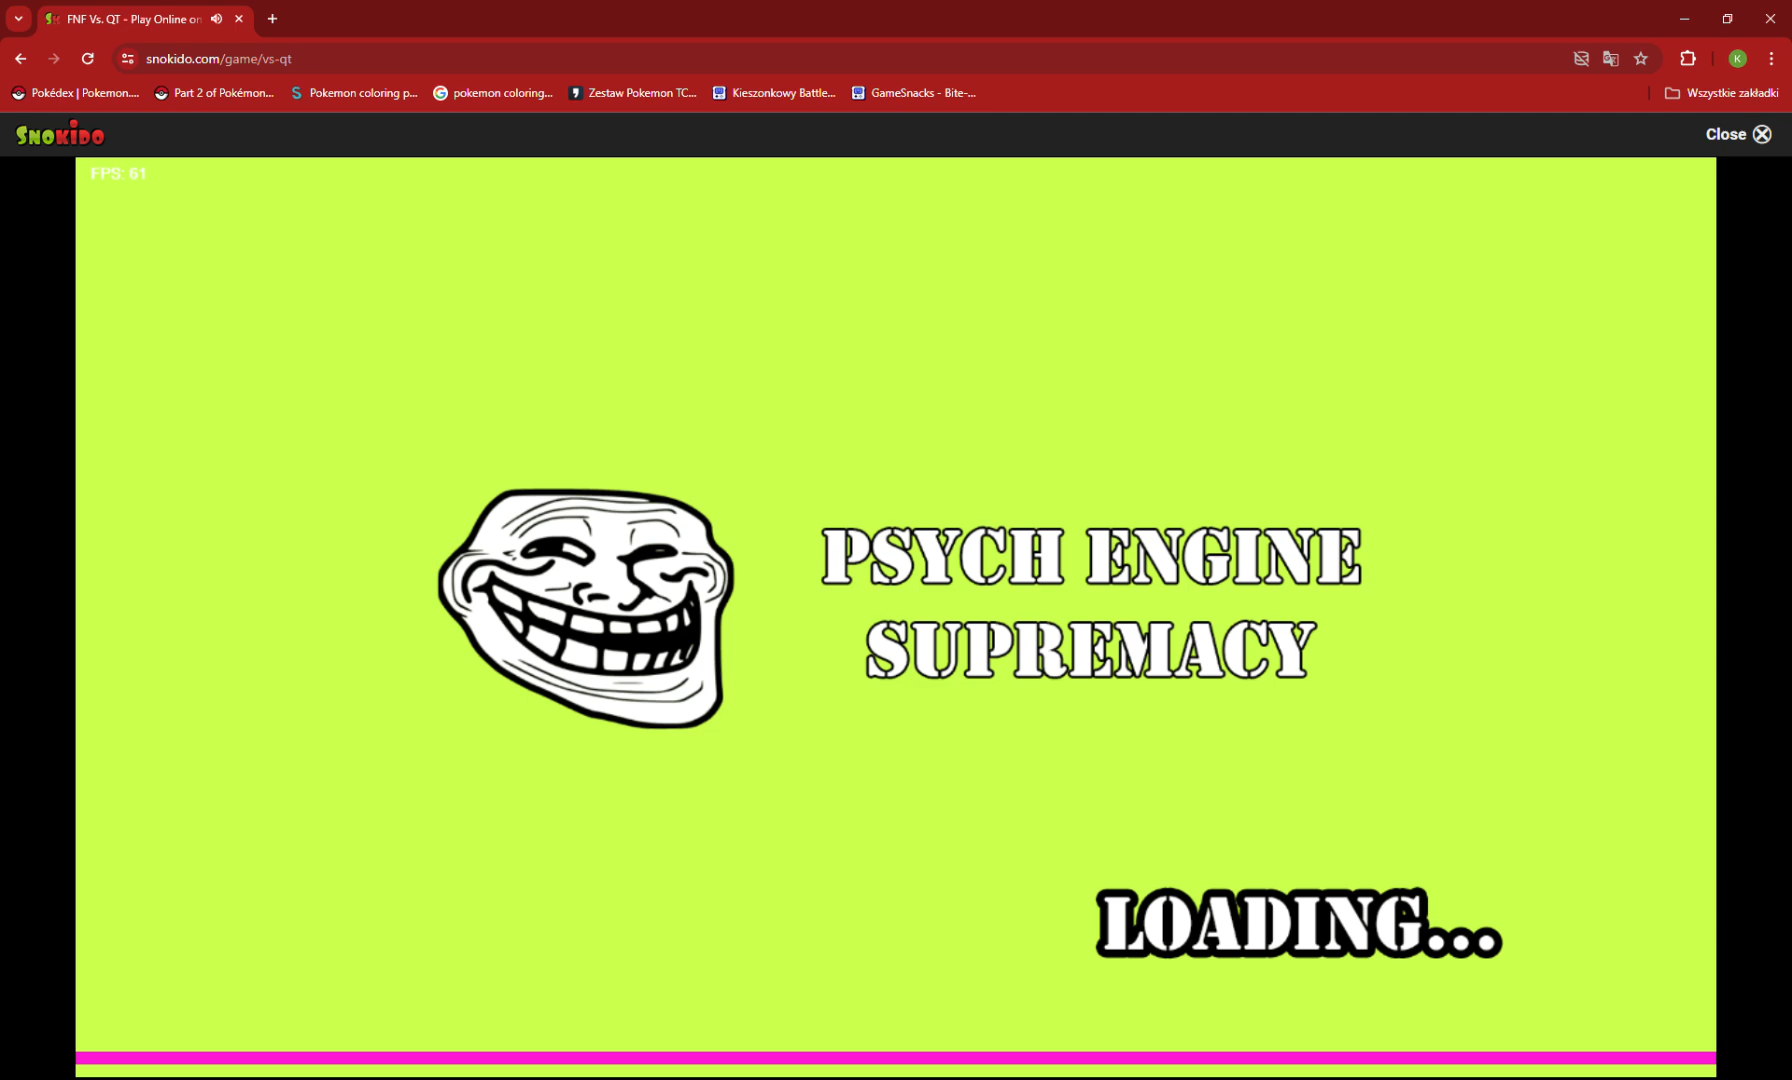 FNF Vs. QT - Play Online on
snokido.com/game/vs-qt
K
Pokédex | Pokemon....
Part 2 of Pokémon...
Pokemon coloring p...
pokemon coloring...
Zestaw Pokemon TC...
Kieszonkowy Battle...
GameSnacks - Bite-...
Wszystkie zakładki
SNOKIDO
Close
FPS: 61
PSYCH ENGINE
SUPREMACY
LOADING...